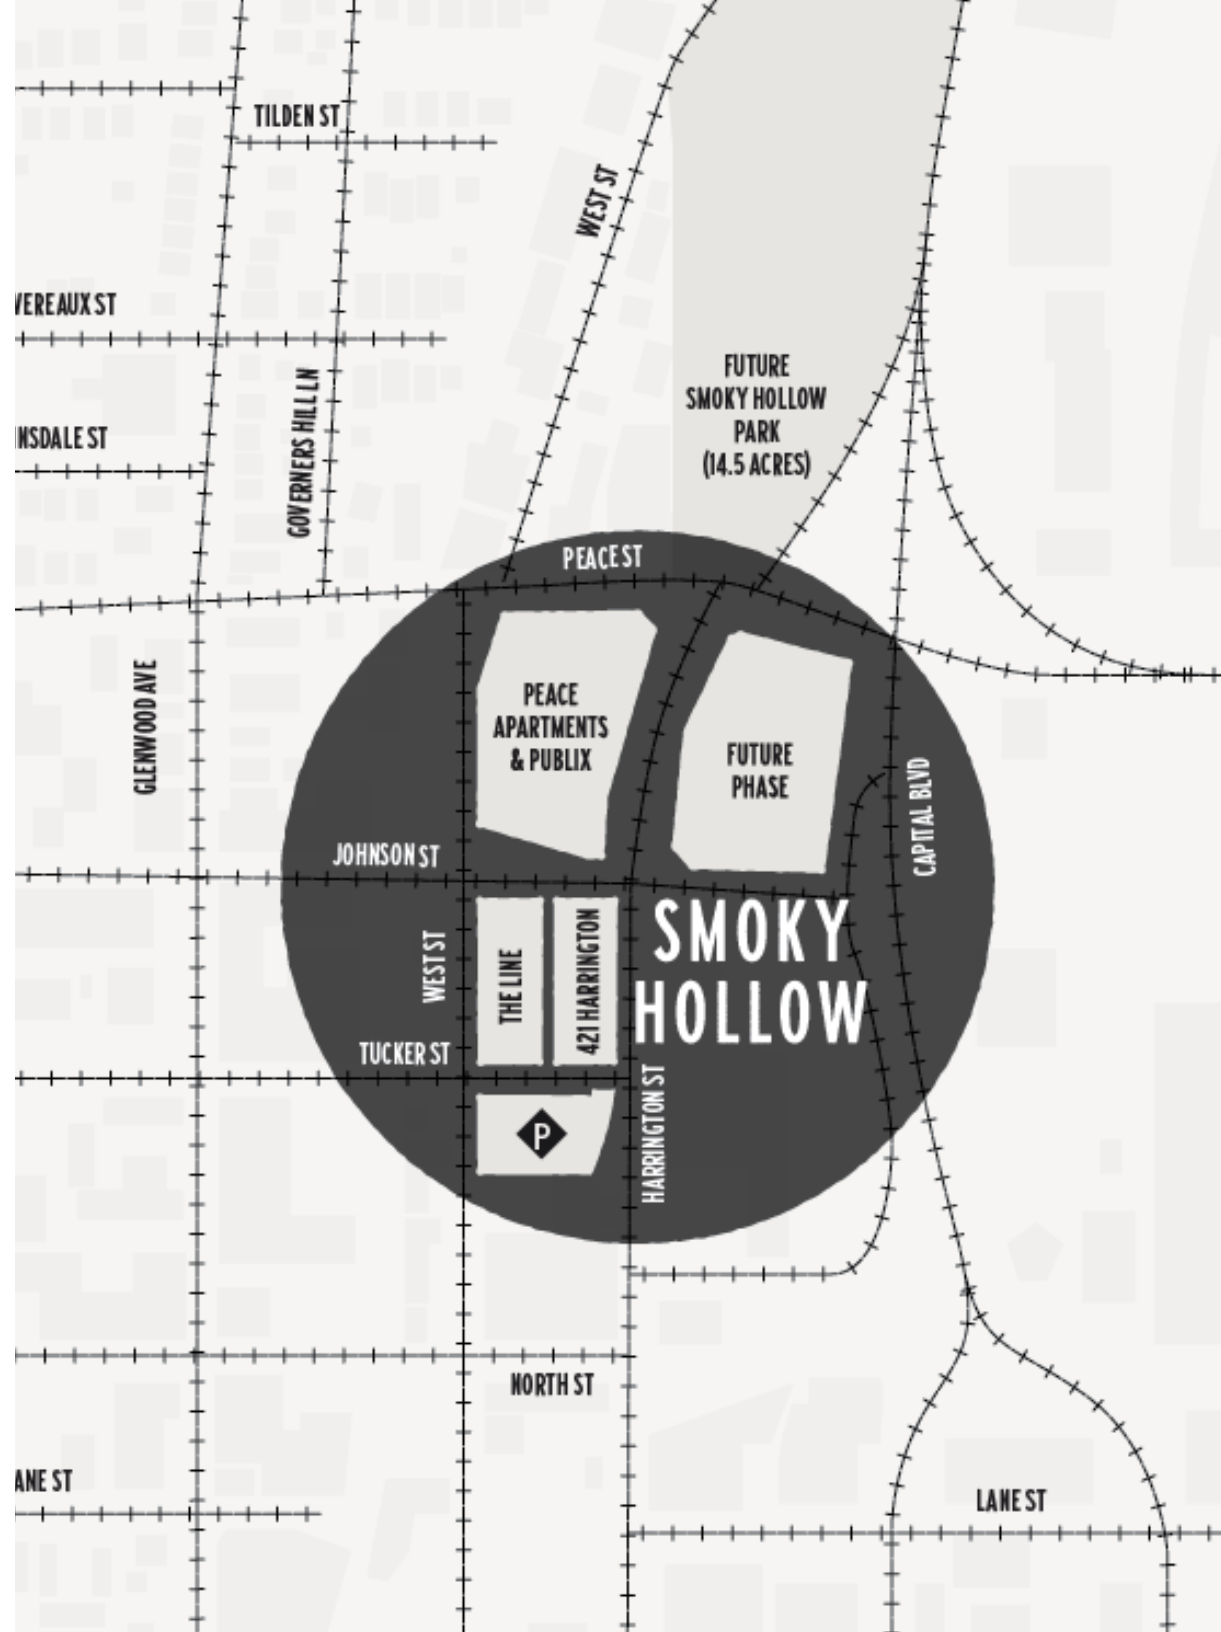 TILDEN ST
WEST ST
VEREAUX ST
FUTURE
SMOKY HOLLOW
PARK
(14.5 ACRES)
GOVERNERS HILL LN
NSDALE ST
PEACE ST
GLENWOOD AVE
PEACE
APARTMENTS
& PUBLIX
FUTURE
PHASE
CAPITAL BLVD
JOHNSON ST
SMOKY
HOLLOW
WEST ST
THE LINE
421 HARRINGTON
TUCKER ST
HARRINGTON ST
P
NORTH ST
ANE ST
LANE ST